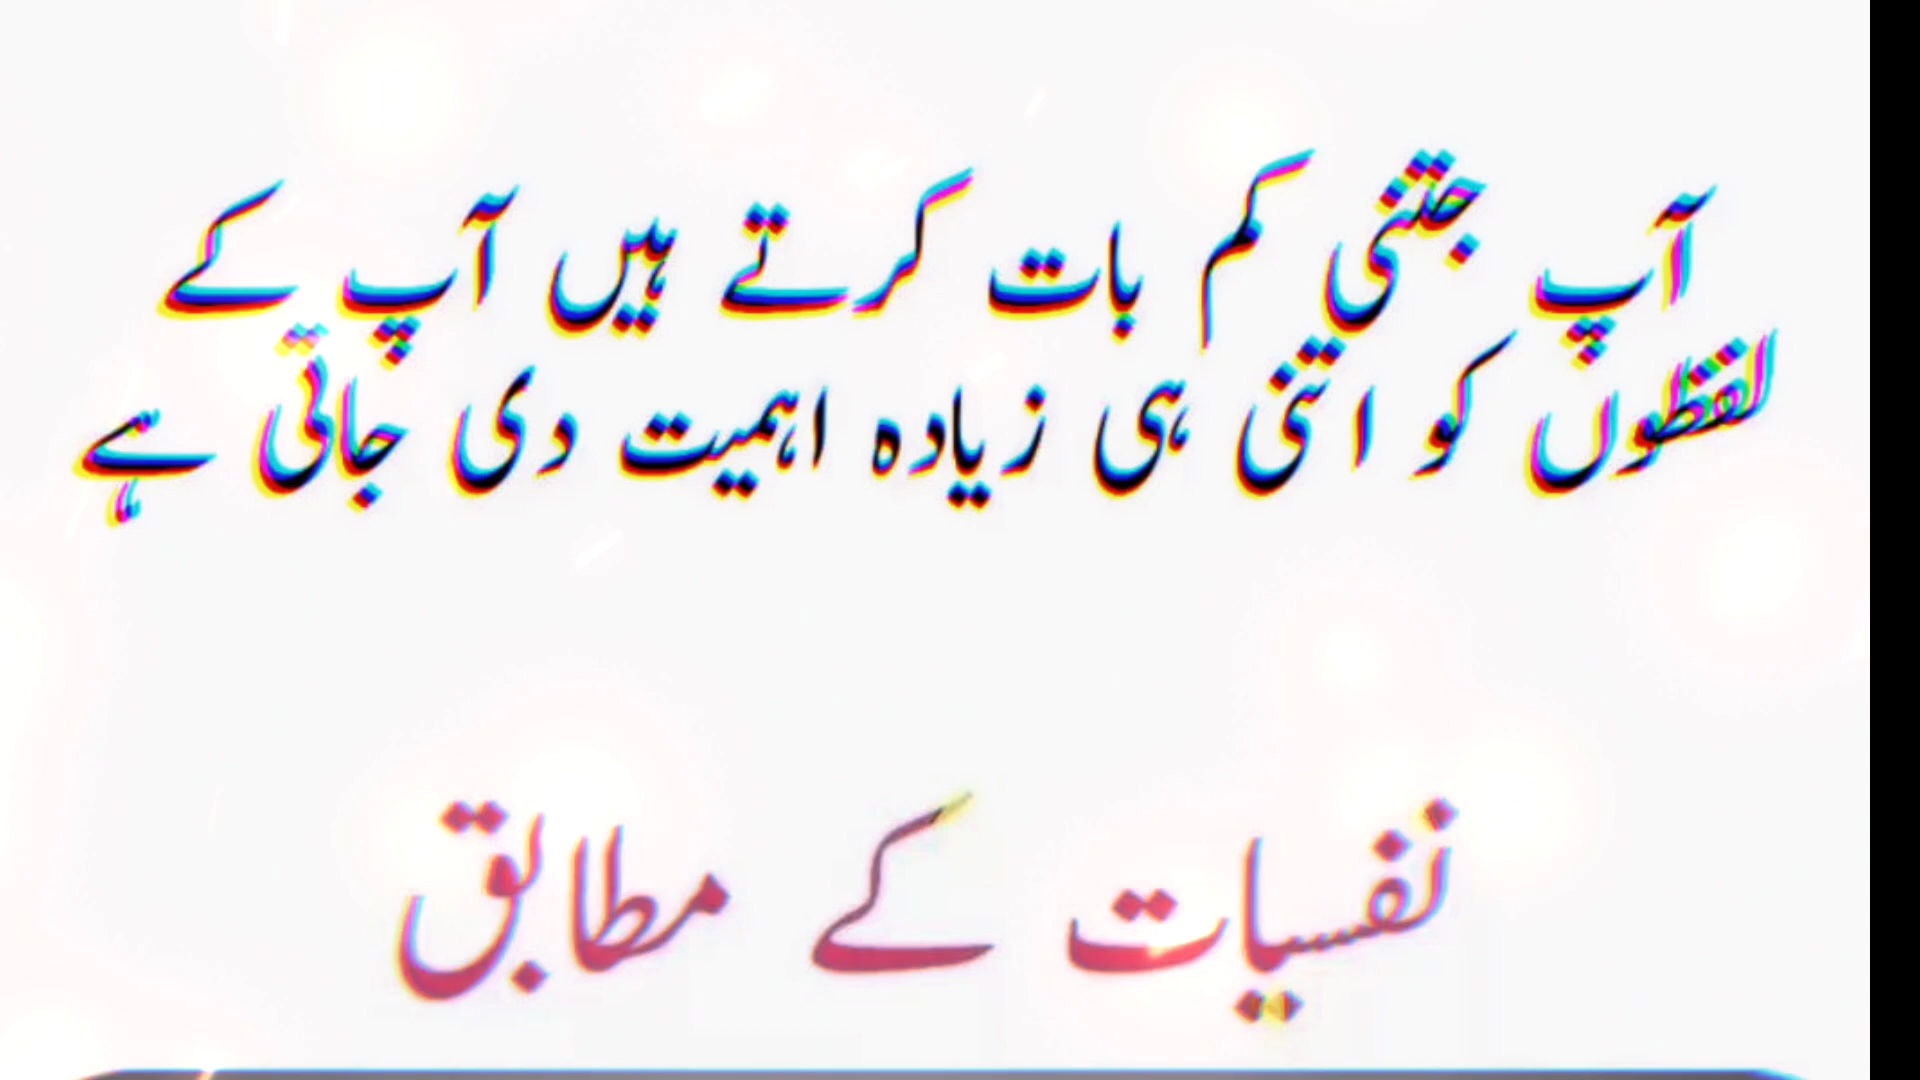 آپ جتنی کم بات کرتے ہیں آپ کے
لفظوں کو اتنی ہی زیادہ اہمیت دی جاتی ہے
نفسیات کے مطابق